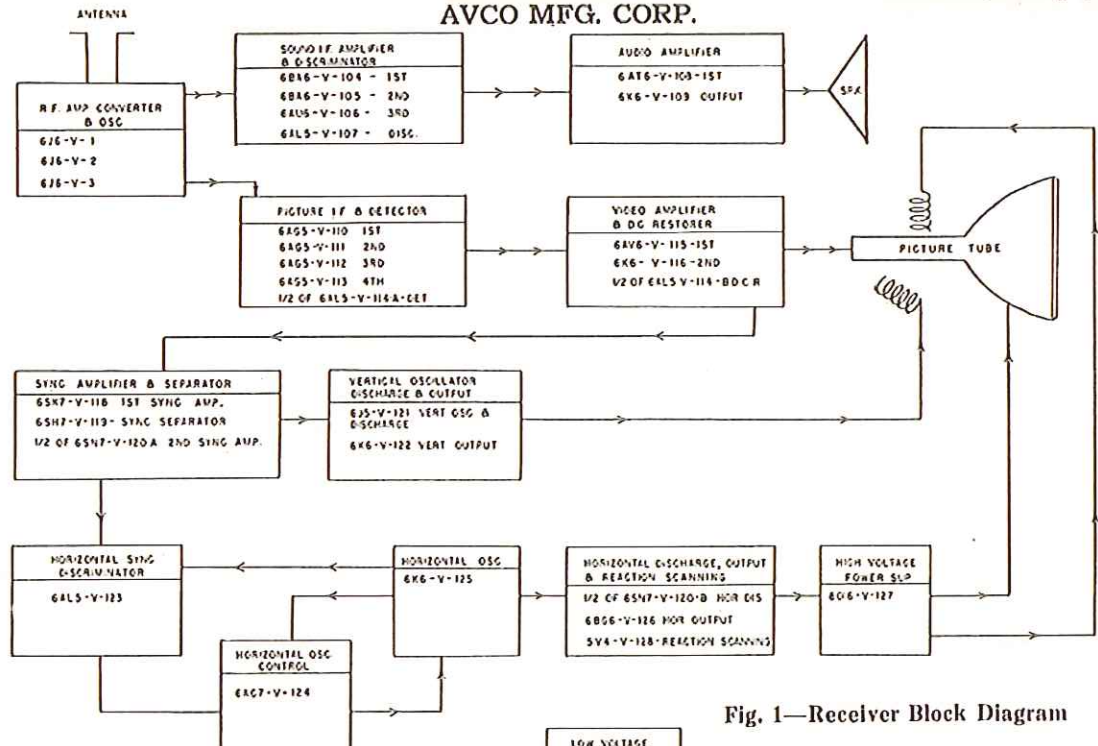 AVCO MFG. CORP.
ANTENNA
R.F. AMP CONVERTER
& OSC
6J6-V-1
6J6-V-2
6J6-V-3
SOUND I.F. AMPLIFIER
& DISCRIMINATOR
6BA6-V-104 - 1ST
6BA6-V-105 - 2ND
6AU6-V-106 - 3RD
6AL5-V-107 - DISC.
AUDIO AMPLIFIER
6AT6-V-108-1ST
6K6-V-109 OUTPUT
SPK
PICTURE I.F. & DETECTOR
6AG5-V-110 1ST
6AG5-V-111 2ND
6AG5-V-112 3RD
6AG5-V-113 4TH
1/2 OF 6AL5-V-114-A-DET
VIDEO AMPLIFIER
& DC RESTORER
6AV6-V-115-1ST
6K6-V-116-2ND
1/2 OF 6AL5 V-114-B D.C.R
PICTURE TUBE
SYNC AMPLIFIER & SEPARATOR
6SK7-V-118 1ST SYNC AMP.
6SH7-V-119-SYNC SEPARATOR
1/2 OF 6SN7-V-120.A 2ND SYNC AMP.
VERTICAL OSCILLATOR
DISCHARGE & OUTPUT
6J5-V-121 VERT OSC &
DISCHARGE
6K6-V-122 VERT OUTPUT
HORIZONTAL SYNC
DISCRIMINATOR
6AL5-V-123
HORIZONTAL OSC
6K6-V-125
HORIZONTAL DISCHARGE, OUTPUT
& REACTION SCANNING
1/2 OF 6SN7-V-120-B HOR DIS
6BG6-V-126 HOR OUTPUT
5V4-V-128-REACTION SCANNING
HIGH VOLTAGE
POWER SUP
V-127
HORIZONTAL OSC
CONTROL
6AC7-V-124
Fig. 1—Receiver Block Diagram
LOW VOLTAGE